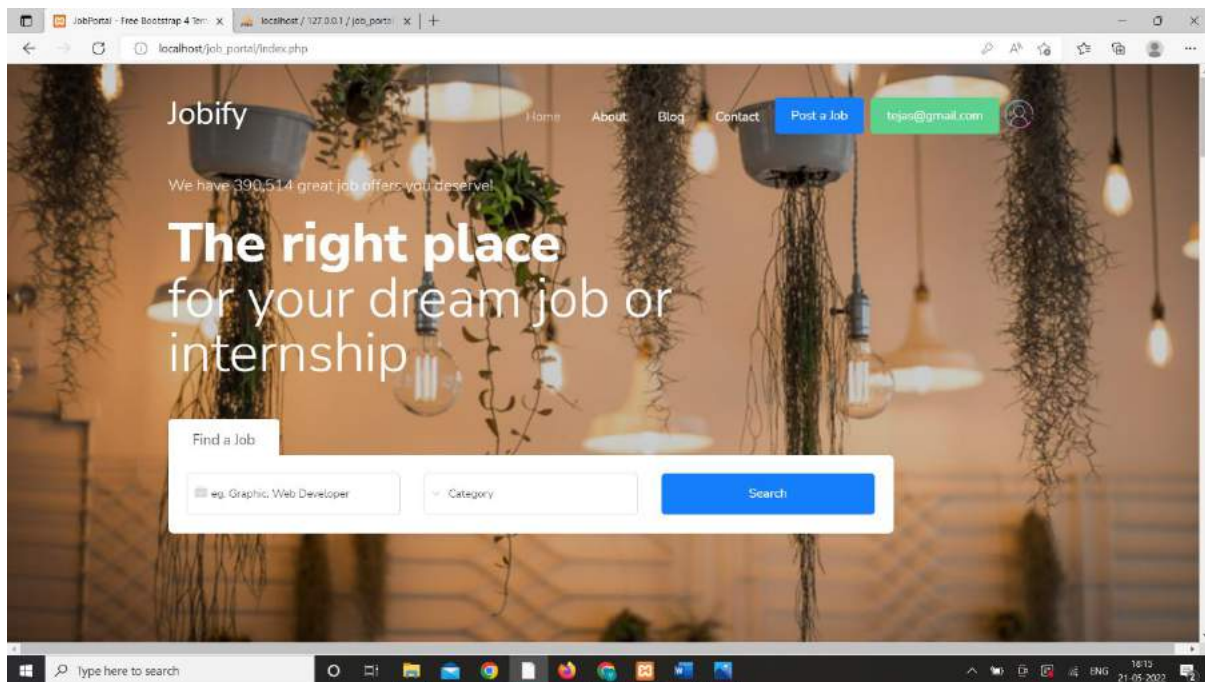 JobPortal - Free Bootstrap 4 Tem
localhost / 127.0.0.1 / job_portal
localhost/job_portal/index.php
Jobify
Home About Blog Contact Post a Job tejas@gmail.com
We have 390,514 great job offers you deserve!
The right place
for your dream job or
internship
Find a Job
eg. Graphic, Web Developer Category Search
Type here to search
ENG
21-05-2022